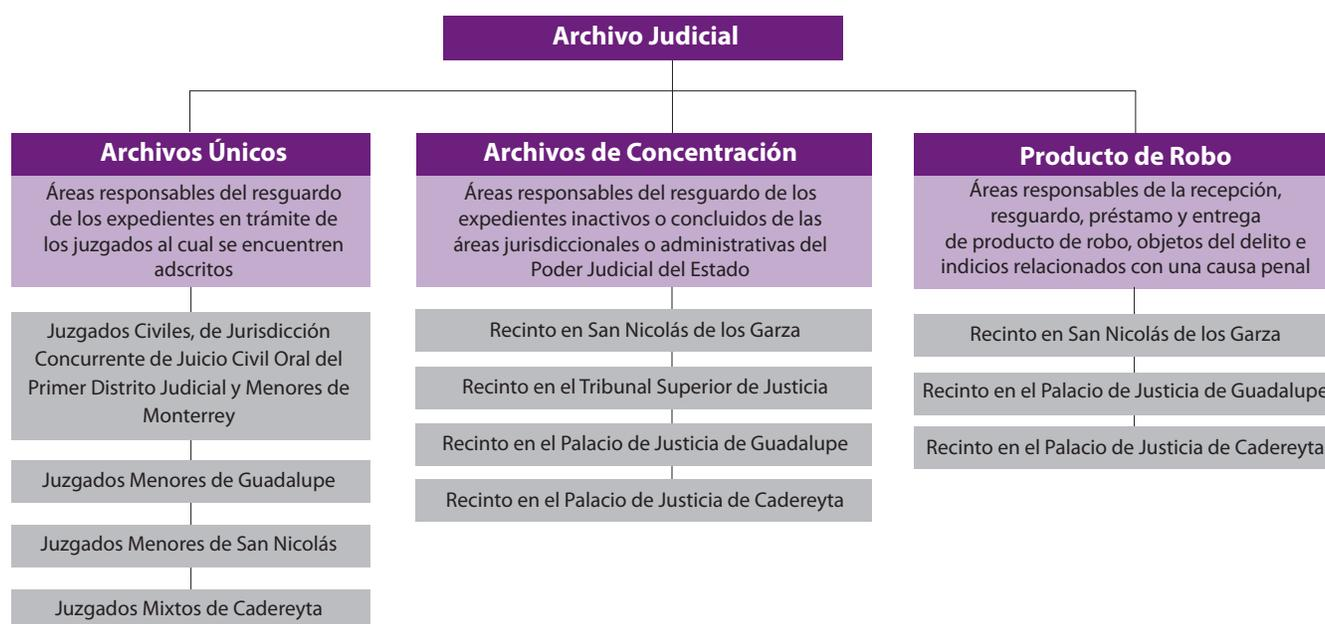 Archivo Judicial
Archivos Únicos
Áreas responsables del resguardo
de los expedientes en trámite de
los juzgados al cual se encuentren
adscritos
Juzgados Civiles, de Jurisdicción
Concurrente de Juicio Civil Oral del
Primer Distrito Judicial y Menores de
Monterrey
Juzgados Menores de Guadalupe
Juzgados Menores de San Nicolás
Juzgados Mixtos de Cadereyta
Archivos de Concentración
Áreas responsables del resguardo de los
expedientes inactivos o concluidos de las
áreas jurisdiccionales o administrativas del
Poder Judicial del Estado
Recinto en San Nicolás de los Garza
Recinto en el Tribunal Superior de Justicia
Recinto en el Palacio de Justicia de Guadalupe
Recinto en el Palacio de Justicia de Cadereyta
Producto de Robo
Áreas responsables de la recepción,
resguardo, préstamo y entrega
de producto de robo, objetos del delito e
indicios relacionados con una causa penal
Recinto en San Nicolás de los Garza
Recinto en el Palacio de Justicia de Guadalupe
Recinto en el Palacio de Justicia de Cadereyta